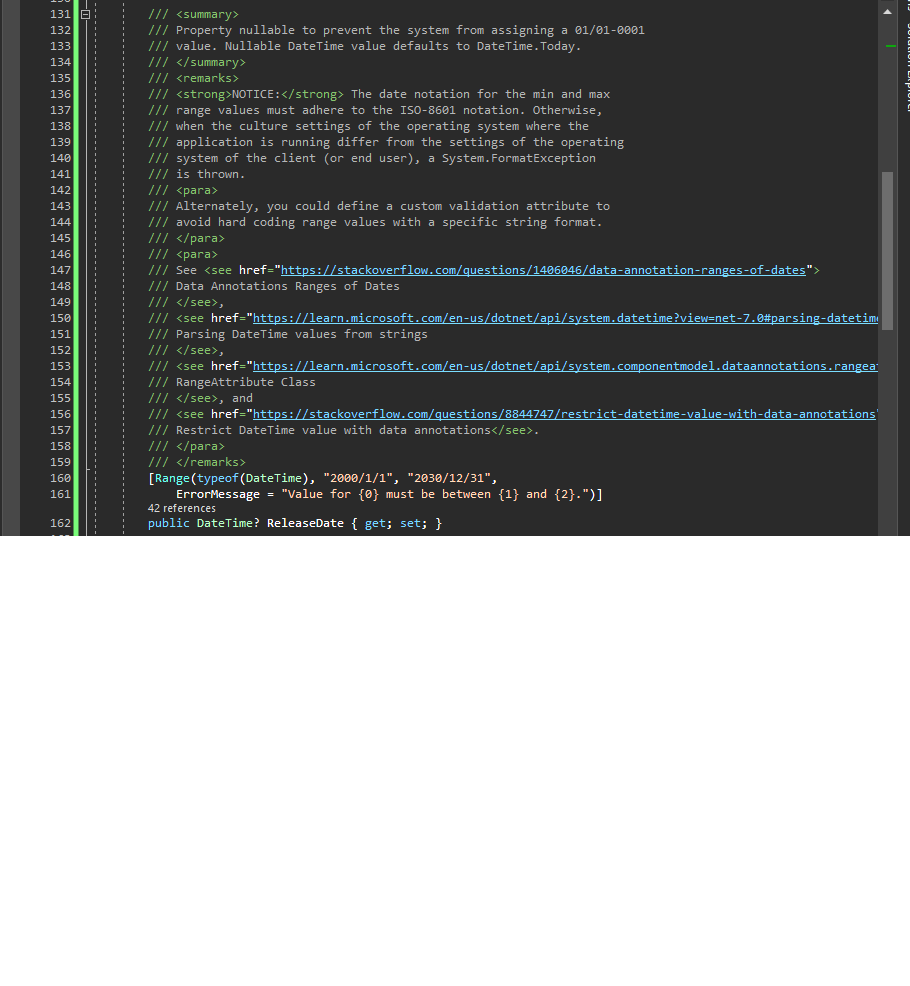 131 /// <summary>
132 /// Property nullable to prevent the system from assigning a 01/01-0001
133 /// value. Nullable DateTime value defaults to DateTime.Today.
134 /// </summary>
135 /// <remarks>
136 /// <strong>NOTICE:</strong> The date notation for the min and max
137 /// range values must adhere to the ISO-8601 notation. Otherwise,
138 /// when the culture settings of the operating system where the
139 /// application is running differ from the settings of the operating
140 /// system of the client (or end user), a System.FormatException
141 /// is thrown.
142 /// <para>
143 /// Alternately, you could define a custom validation attribute to
144 /// avoid hard coding range values with a specific string format.
145 /// </para>
146 /// <para>
147 /// See <see href="https://stackoverflow.com/questions/1406046/data-annotation-ranges-of-dates">
148 /// Data Annotations Ranges of Dates
149 /// </see>,
150 /// <see href="https://learn.microsoft.com/en-us/dotnet/api/system.datetime?view=net-7.0#parsing-datetim
151 /// Parsing DateTime values from strings
152 /// </see>,
153 /// <see href="https://learn.microsoft.com/en-us/dotnet/api/system.componentmodel.dataannotations.rangea
154 /// RangeAttribute Class
155 /// </see>, and
156 /// <see href="https://stackoverflow.com/questions/8844747/restrict-datetime-value-with-data-annotations"
157 /// Restrict DateTime value with data annotations</see>.
158 /// </para>
159 /// </remarks>
160 [Range(typeof(DateTime), "2000/1/1", "2030/12/31",
161 ErrorMessage = "Value for {0} must be between {1} and {2}.")]
42 references
162 public DateTime? ReleaseDate { get; set; }